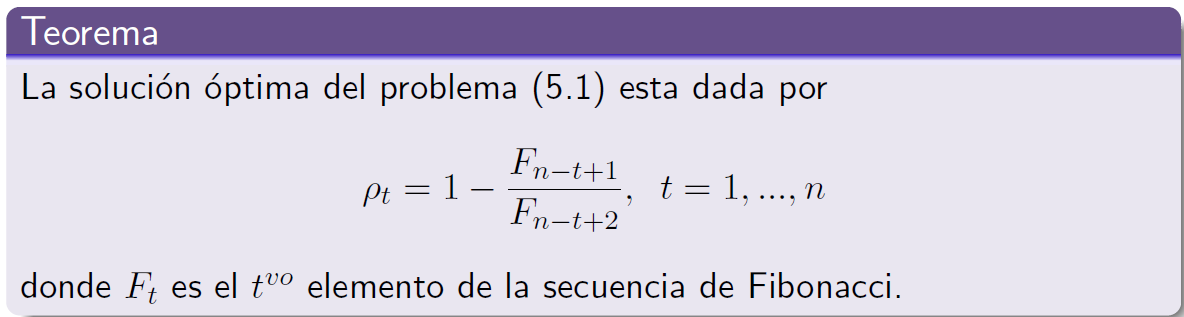 Teorema
La solución óptima del problema (5.1) esta dada por
ρ_t = 1 − F_{n−t+1} / F_{n−t+2}, t = 1, ..., n
donde F_t es el t^{vo} elemento de la secuencia de Fibonacci.